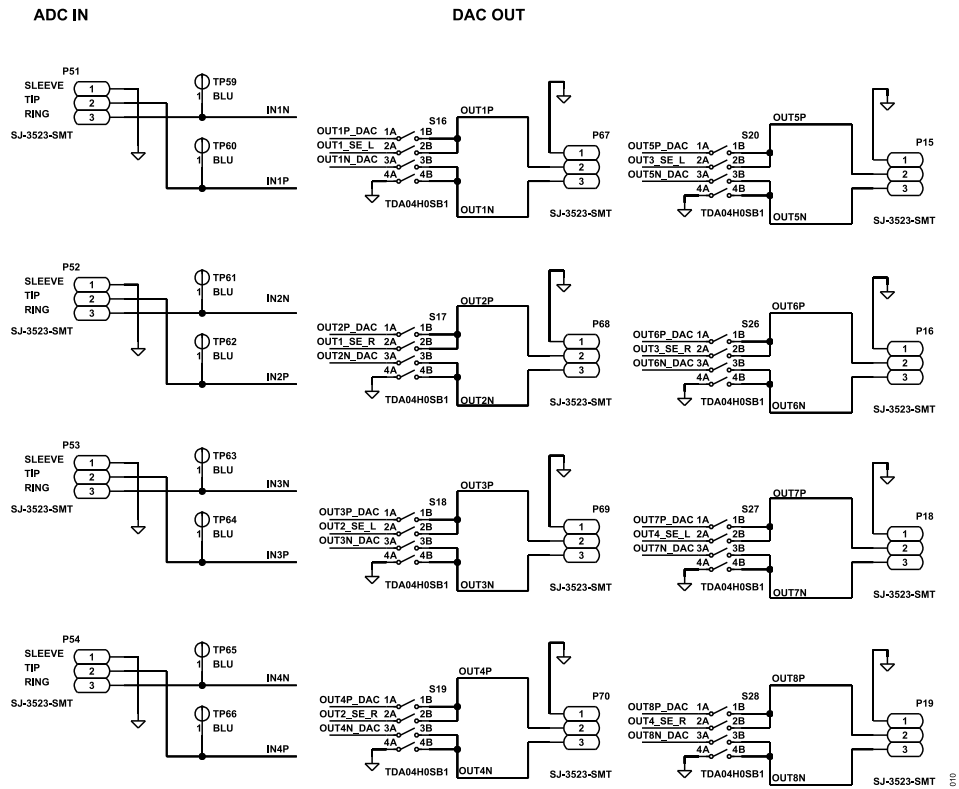 ADC IN
DAC OUT
P51
SLEEVE 1
TIP 2
RING 3
SJ-3523-SMT
TP59
1 BLU
IN1N
TP60
1 BLU
IN1P
S16
OUT1P_DAC 1A 1B
OUT1_SE_L 2A 2B
OUT1N_DAC 3A 3B
4A 4B
TDA04H0SB1
OUT1P
OUT1N
P67
1
2
3
SJ-3523-SMT
S20
OUT5P_DAC 1A 1B
OUT3_SE_L 2A 2B
OUT5N_DAC 3A 3B
4A 4B
TDA04H0SB1
OUT5P
OUT5N
P15
1
2
3
SJ-3523-SMT
P52
SLEEVE 1
TIP 2
RING 3
SJ-3523-SMT
TP61
1 BLU
IN2N
TP62
1 BLU
IN2P
S17
OUT2P_DAC 1A 1B
OUT1_SE_R 2A 2B
OUT2N_DAC 3A 3B
4A 4B
TDA04H0SB1
OUT2P
OUT2N
P68
1
2
3
SJ-3523-SMT
S26
OUT6P_DAC 1A 1B
OUT3_SE_R 2A 2B
OUT6N_DAC 3A 3B
4A 4B
TDA04H0SB1
OUT6P
OUT6N
P16
1
2
3
SJ-3523-SMT
P53
SLEEVE 1
TIP 2
RING 3
SJ-3523-SMT
TP63
1 BLU
IN3N
TP64
1 BLU
IN3P
S18
OUT3P_DAC 1A 1B
OUT2_SE_L 2A 2B
OUT3N_DAC 3A 3B
4A 4B
TDA04H0SB1
OUT3P
OUT3N
P69
1
2
3
SJ-3523-SMT
S27
OUT7P_DAC 1A 1B
OUT4_SE_L 2A 2B
OUT7N_DAC 3A 3B
4A 4B
TDA04H0SB1
OUT7P
OUT7N
P18
1
2
3
SJ-3523-SMT
P54
SLEEVE 1
TIP 2
RING 3
SJ-3523-SMT
TP65
1 BLU
IN4N
TP66
1 BLU
IN4P
S19
OUT4P_DAC 1A 1B
OUT2_SE_R 2A 2B
OUT4N_DAC 3A 3B
4A 4B
TDA04H0SB1
OUT4P
OUT4N
P70
1
2
3
SJ-3523-SMT
S28
OUT8P_DAC 1A 1B
OUT4_SE_R 2A 2B
OUT8N_DAC 3A 3B
4A 4B
TDA04H0SB1
OUT8P
OUT8N
P19
1
2
3
SJ-3523-SMT
010